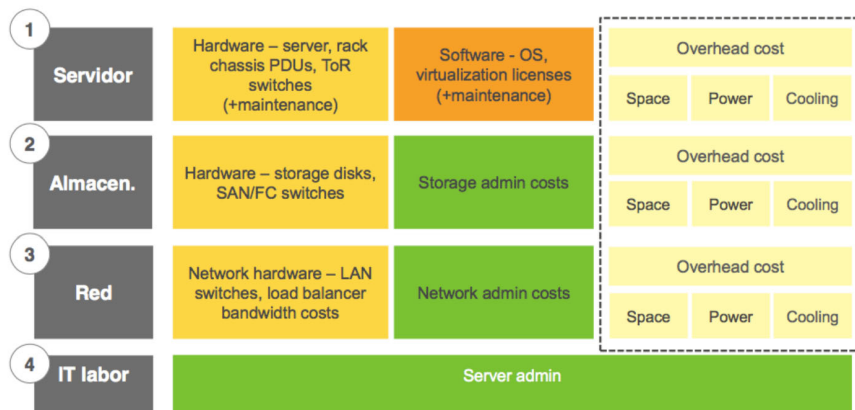 1
Servidor
Hardware – server, rack
chassis PDUs, ToR
switches
(+maintenance)
Software - OS,
virtualization licenses
(+maintenance)
Overhead cost
Space
Power
Cooling
2
Almacen.
Hardware – storage disks,
SAN/FC switches
Storage admin costs
Overhead cost
Space
Power
Cooling
3
Red
Network hardware – LAN
switches, load balancer
bandwidth costs
Network admin costs
Overhead cost
Space
Power
Cooling
4
IT labor
Server admin